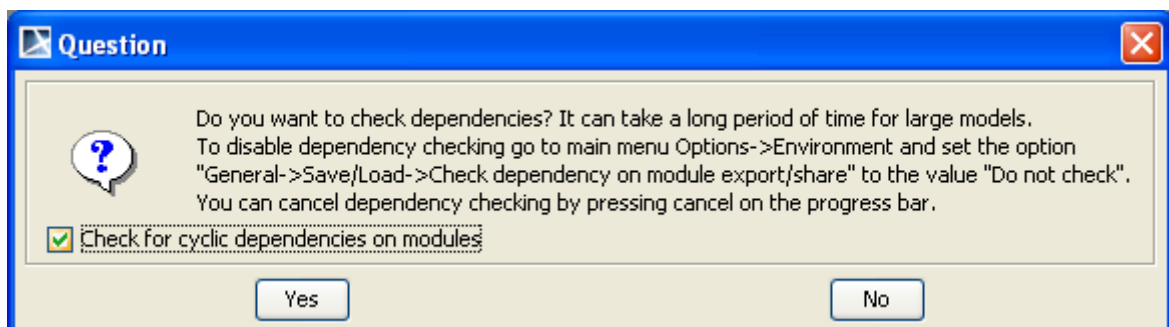 Question
Do you want to check dependencies? It can take a long period of time for large models.
To disable dependency checking go to main menu Options->Environment and set the option
"General->Save/Load->Check dependency on module export/share" to the value "Do not check".
You can cancel dependency checking by pressing cancel on the progress bar.
Check for cyclic dependencies on modules
Yes
No